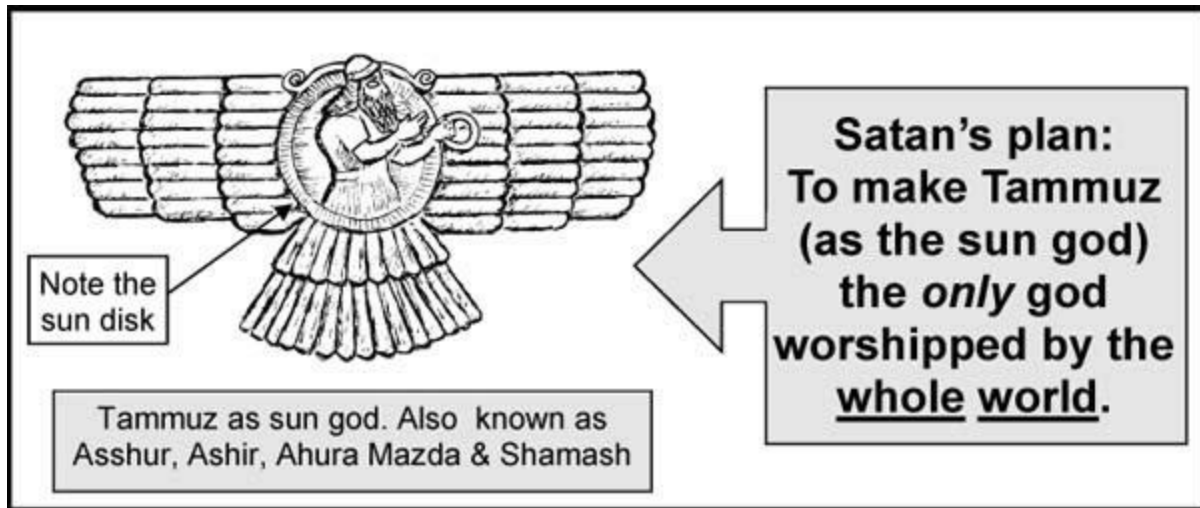 Note the
sun disk
Tammuz as sun god. Also known as
Asshur, Ashir, Ahura Mazda & Shamash
Satan’s plan:
To make Tammuz
(as the sun god)
the only god
worshipped by the
whole world.